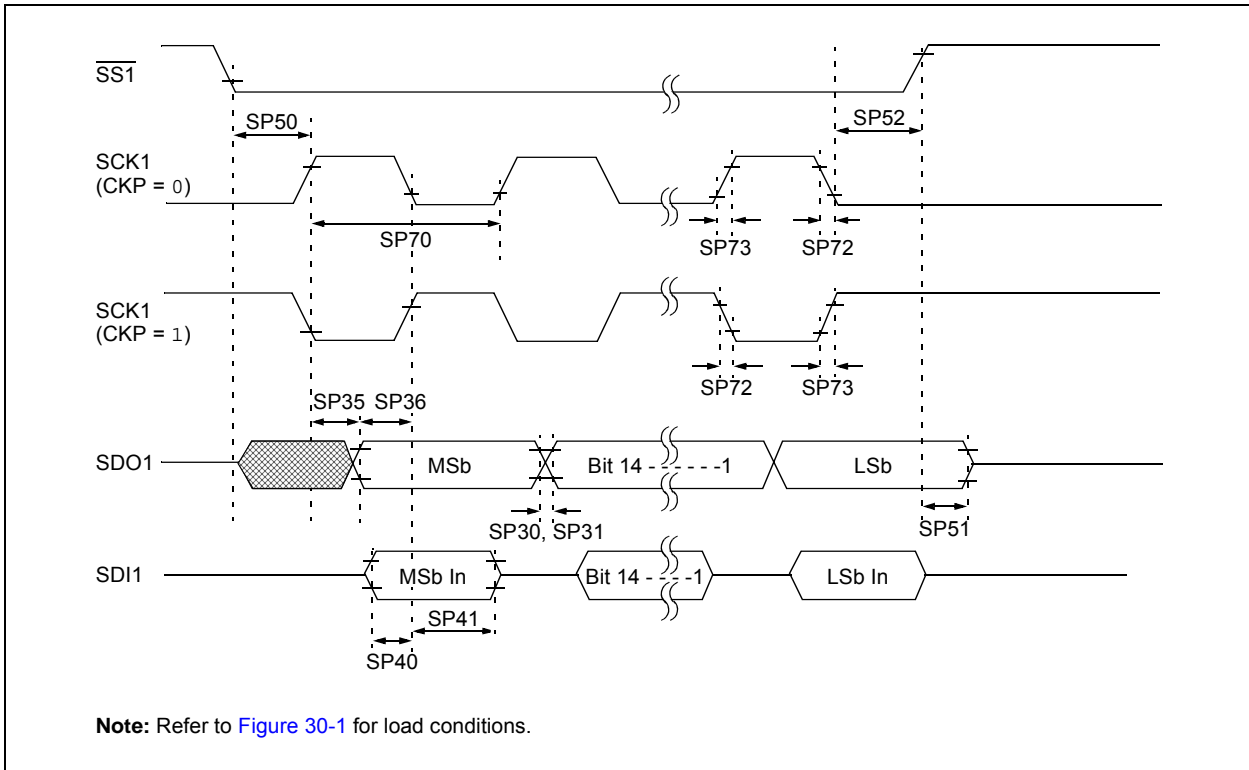 SS1
SP50
SP52
SCK1
(CKP = 0)
SP70
SP73
SP72
SCK1
(CKP = 1)
SP72
SP73
SP35
SP36
SDO1
MSb
Bit 14 - - - - - - -1
LSb
SP30, SP31
SP51
SDI1
MSb In
Bit 14 - - - - -1
LSb In
SP41
SP40
Note: Refer to Figure 30-1 for load conditions.